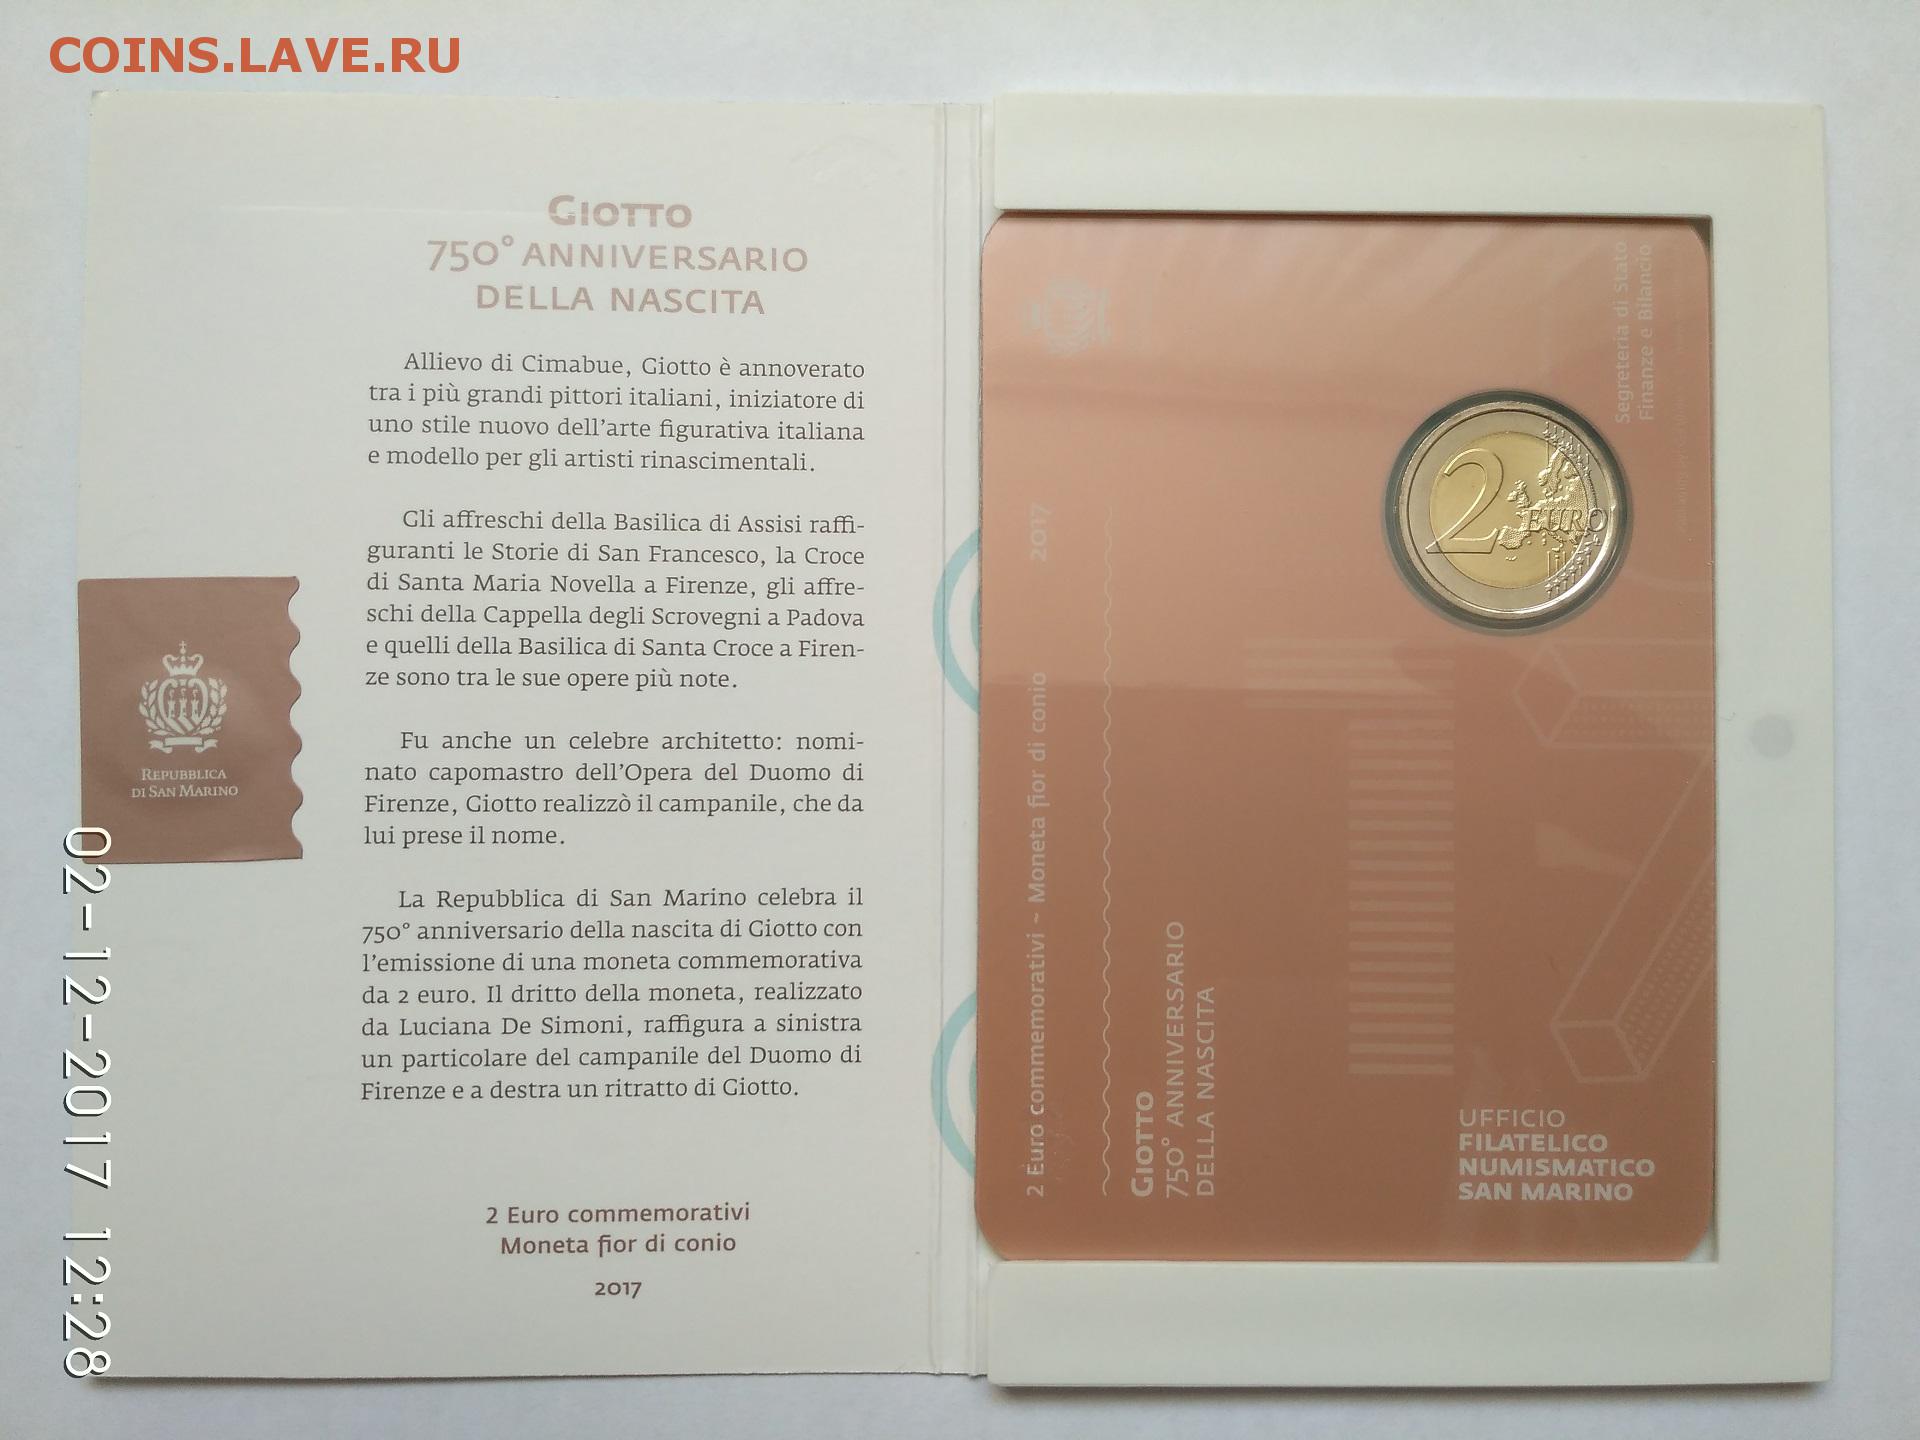 COINS.LAVE.RU
GIOTTO
750° ANNIVERSARIO
DELLA NASCITA
Allievo di Cimabue, Giotto è annoverato
tra i più grandi pittori italiani, iniziatore di
uno stile nuovo dell'arte figurativa italiana
e modello per gli artisti rinascimentali.
Gli affreschi della Basilica di Assisi raffi-
guranti le Storie di San Francesco, la Croce
di Santa Maria Novella a Firenze, gli affre-
schi della Cappella degli Scrovegni a Padova
e quelli della Basilica di Santa Croce a Firen-
ze sono tra le sue opere più note.
Fu anche un celebre architetto: nomi-
nato capomastro dell'Opera del Duomo di
Firenze, Giotto realizzò il campanile, che da
lui prese il nome.
La Repubblica di San Marino celebra il
750° anniversario della nascita di Giotto con
l'emissione di una moneta commemorativa
da 2 euro. Il dritto della moneta, realizzato
da Luciana De Simoni, raffigura a sinistra
un particolare del campanile del Duomo di
Firenze e a destra un ritratto di Giotto.
2 Euro commemorativi
Moneta fior di conio
2017
REPUBBLICA
DI SAN MARINO
02-12-2017 12:28
2 Euro commemorativi ~ Moneta fior di conio 2017
GIOTTO
750° ANNIVERSARIO
DELLA NASCITA
Segreteria di Stato
Finanze e Bilancio
2 EURO
UFFICIO
FILATELICO
NUMISMATICO
SAN MARINO